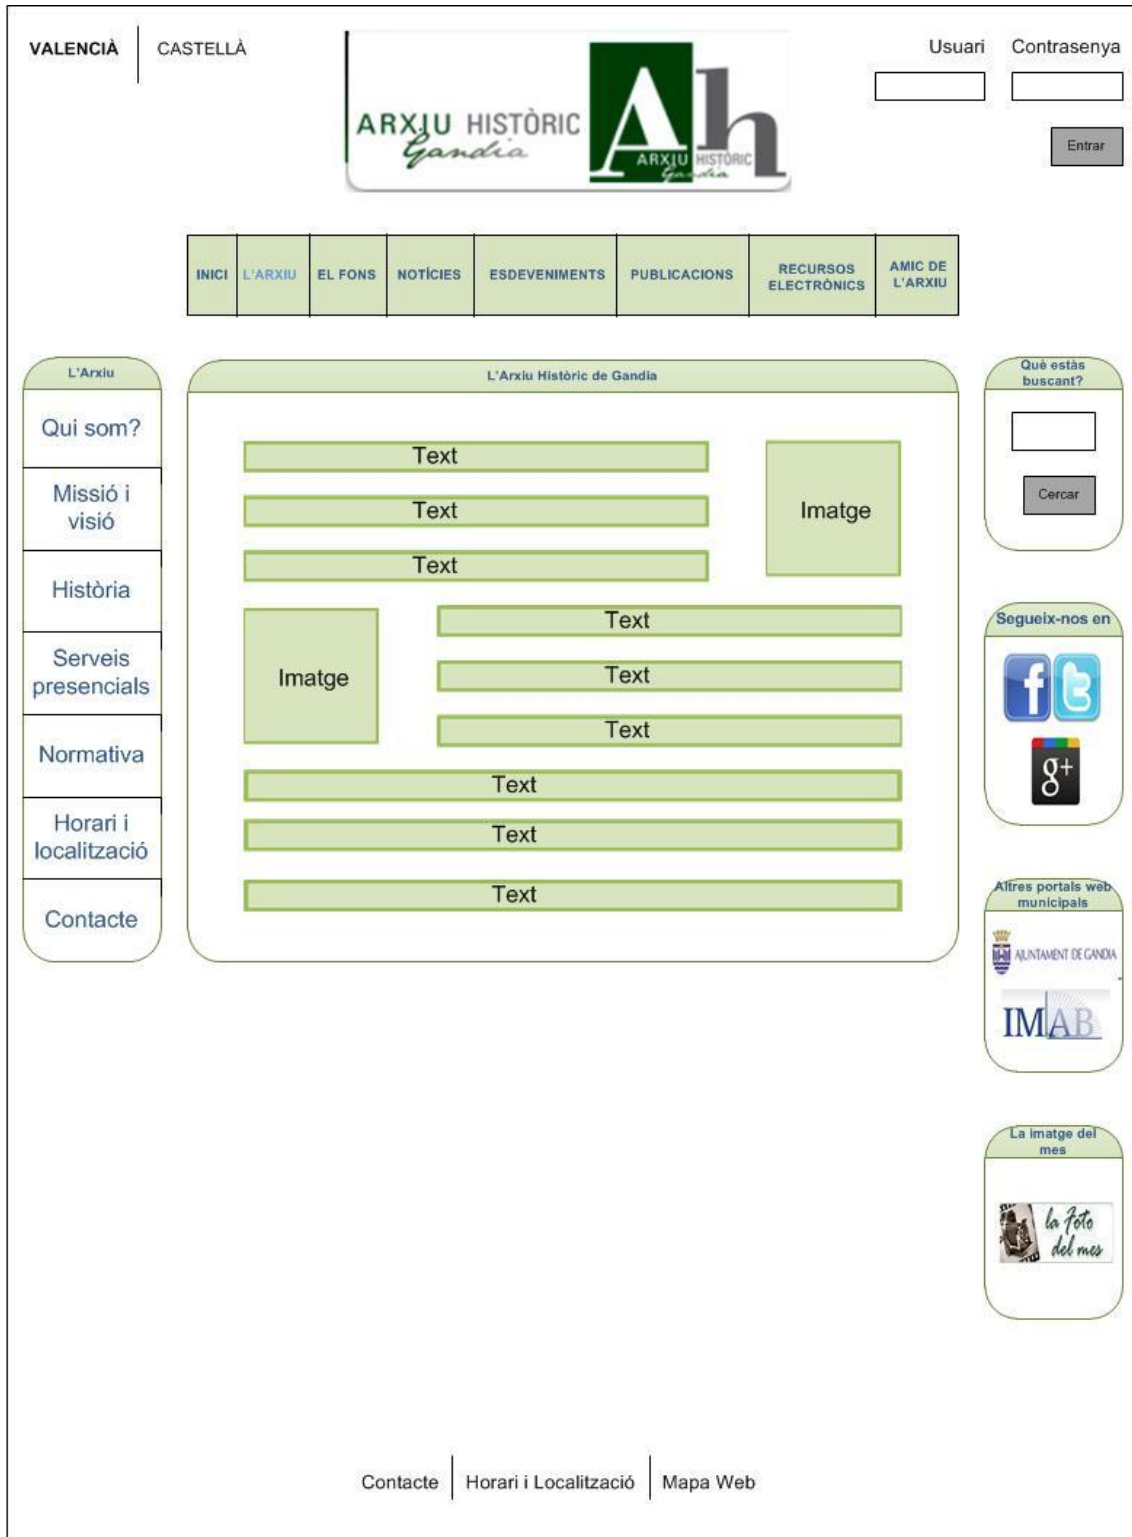 VALENCIÀ
CASTELLÀ
ARXIU HISTÒRIC
Gandia
Ah
ARXIU HISTÒRIC
Gandia
Usuari
Contrasenya
Entrar
INICI
L'ARXIU
EL FONS
NOTÍCIES
ESDEVENIMENTS
PUBLICACIONS
RECURSOS
ELECTRÒNICS
AMIC DE
L'ARXIU
L'Arxiu
Qui som?
Missió i
visió
Història
Serveis
presencials
Normativa
Horari i
localització
Contacte
L'Arxiu Històric de Gandia
Text
Text
Text
Imatge
Imatge
Text
Text
Text
Text
Text
Text
Què estàs
buscant?
Cercar
Segueix-nos en
f
t
g+
Altres portals web
municipals
AJUNTAMENT DE GANDIA
IMAB
La imatge del
mes
la Foto
del mes
Contacte
Horari i Localització
Mapa Web